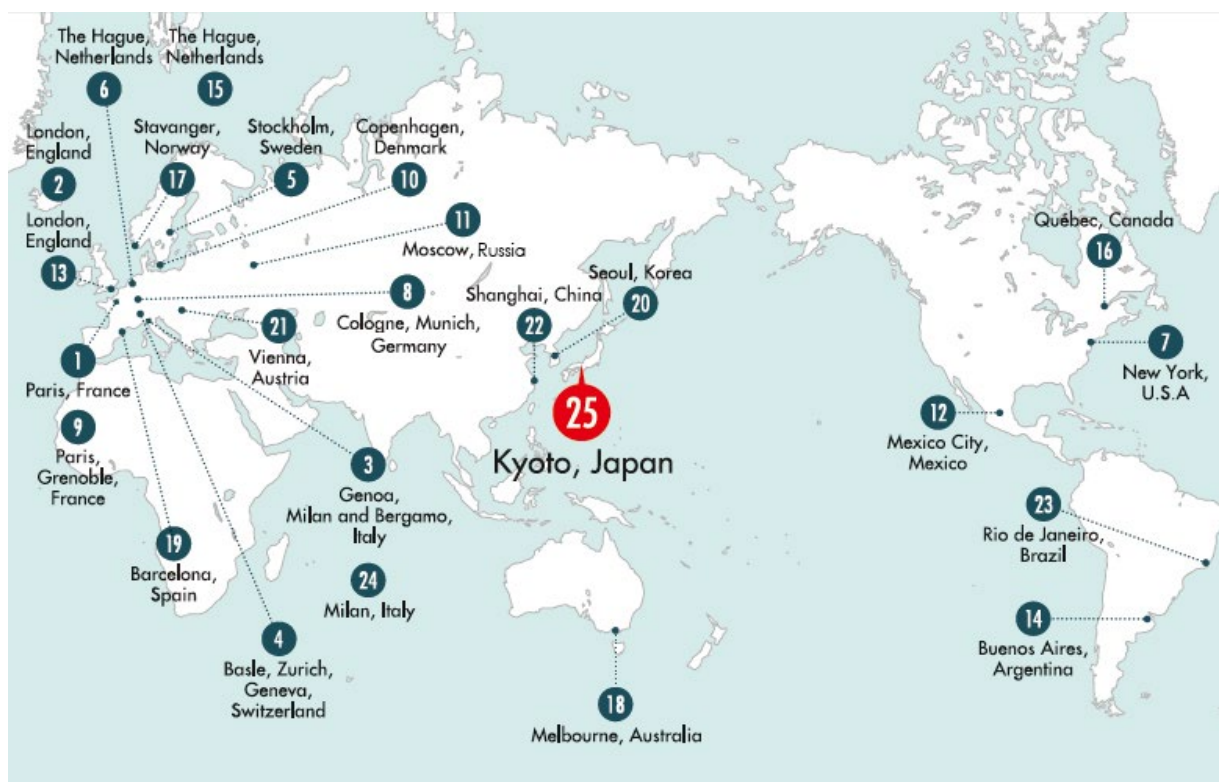 The Hague,
Netherlands
6
The Hague,
Netherlands
15
London,
England
2
Stavanger,
Norway
17
Stockholm,
Sweden
5
Copenhagen,
Denmark
10
London,
England
13
11
Moscow, Russia
Québec, Canada
16
8
Cologne, Munich,
Germany
Seoul, Korea
20
Shanghai, China
22
21
Vienna,
Austria
1
Paris, France
7
New York,
U.S.A
25
Kyoto, Japan
12
Mexico City,
Mexico
9
Paris,
Grenoble,
France
3
Genoa,
Milan and Bergamo,
Italy
23
Rio de Janeiro,
Brazil
19
Barcelona,
Spain
24
Milan, Italy
14
Buenos Aires,
Argentina
4
Basle, Zurich,
Geneva,
Switzerland
18
Melbourne, Australia